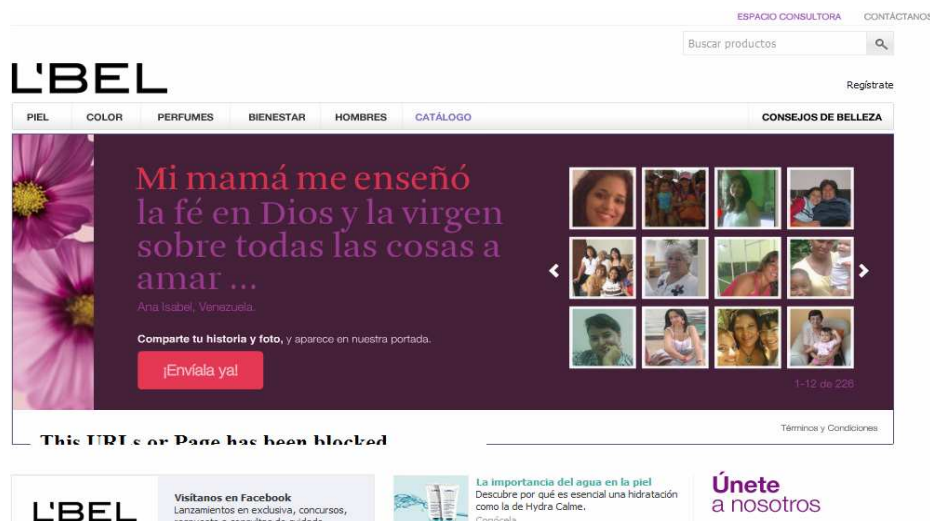 ESPACIO CONSULTORA CONTÁCTANOS
Buscar productos
L'BEL
Regístrate
PIEL COLOR PERFUMES BIENESTAR HOMBRES CATÁLOGO CONSEJOS DE BELLEZA
Mi mamá me enseñó
la fé en Dios y la virgen
sobre todas las cosas a
amar ...
Ana Isabel, Venezuela.
Comparte tu historia y foto, y aparece en nuestra portada.
¡Envíala ya!
1-12 de 226
Términos y Condiciones
This URLs or Page has been blocked
L'BEL
Visítanos en Facebook
Lanzamientos en exclusiva, concursos,
respuesta a consultas de cuidado
La importancia del agua en la piel
Descubre por qué es esencial una hidratación
como la de Hydra Calme.
Conócela
Únete
a nosotros